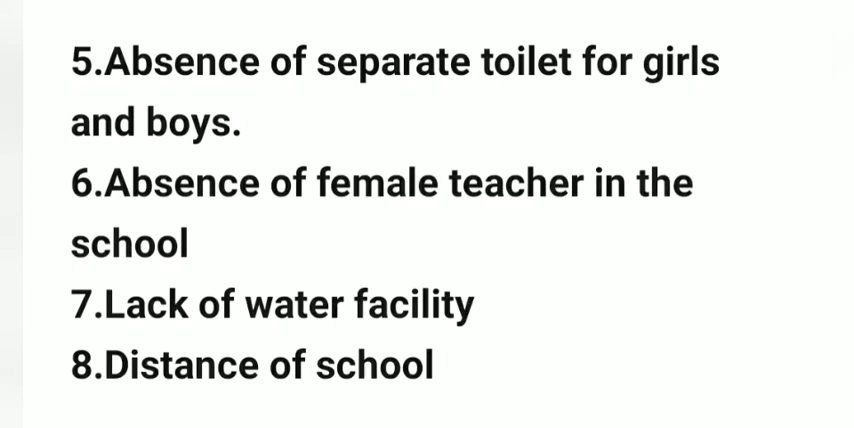 5.Absence of separate toilet for girls
and boys.
6.Absence of female teacher in the
school
7.Lack of water facility
8.Distance of school